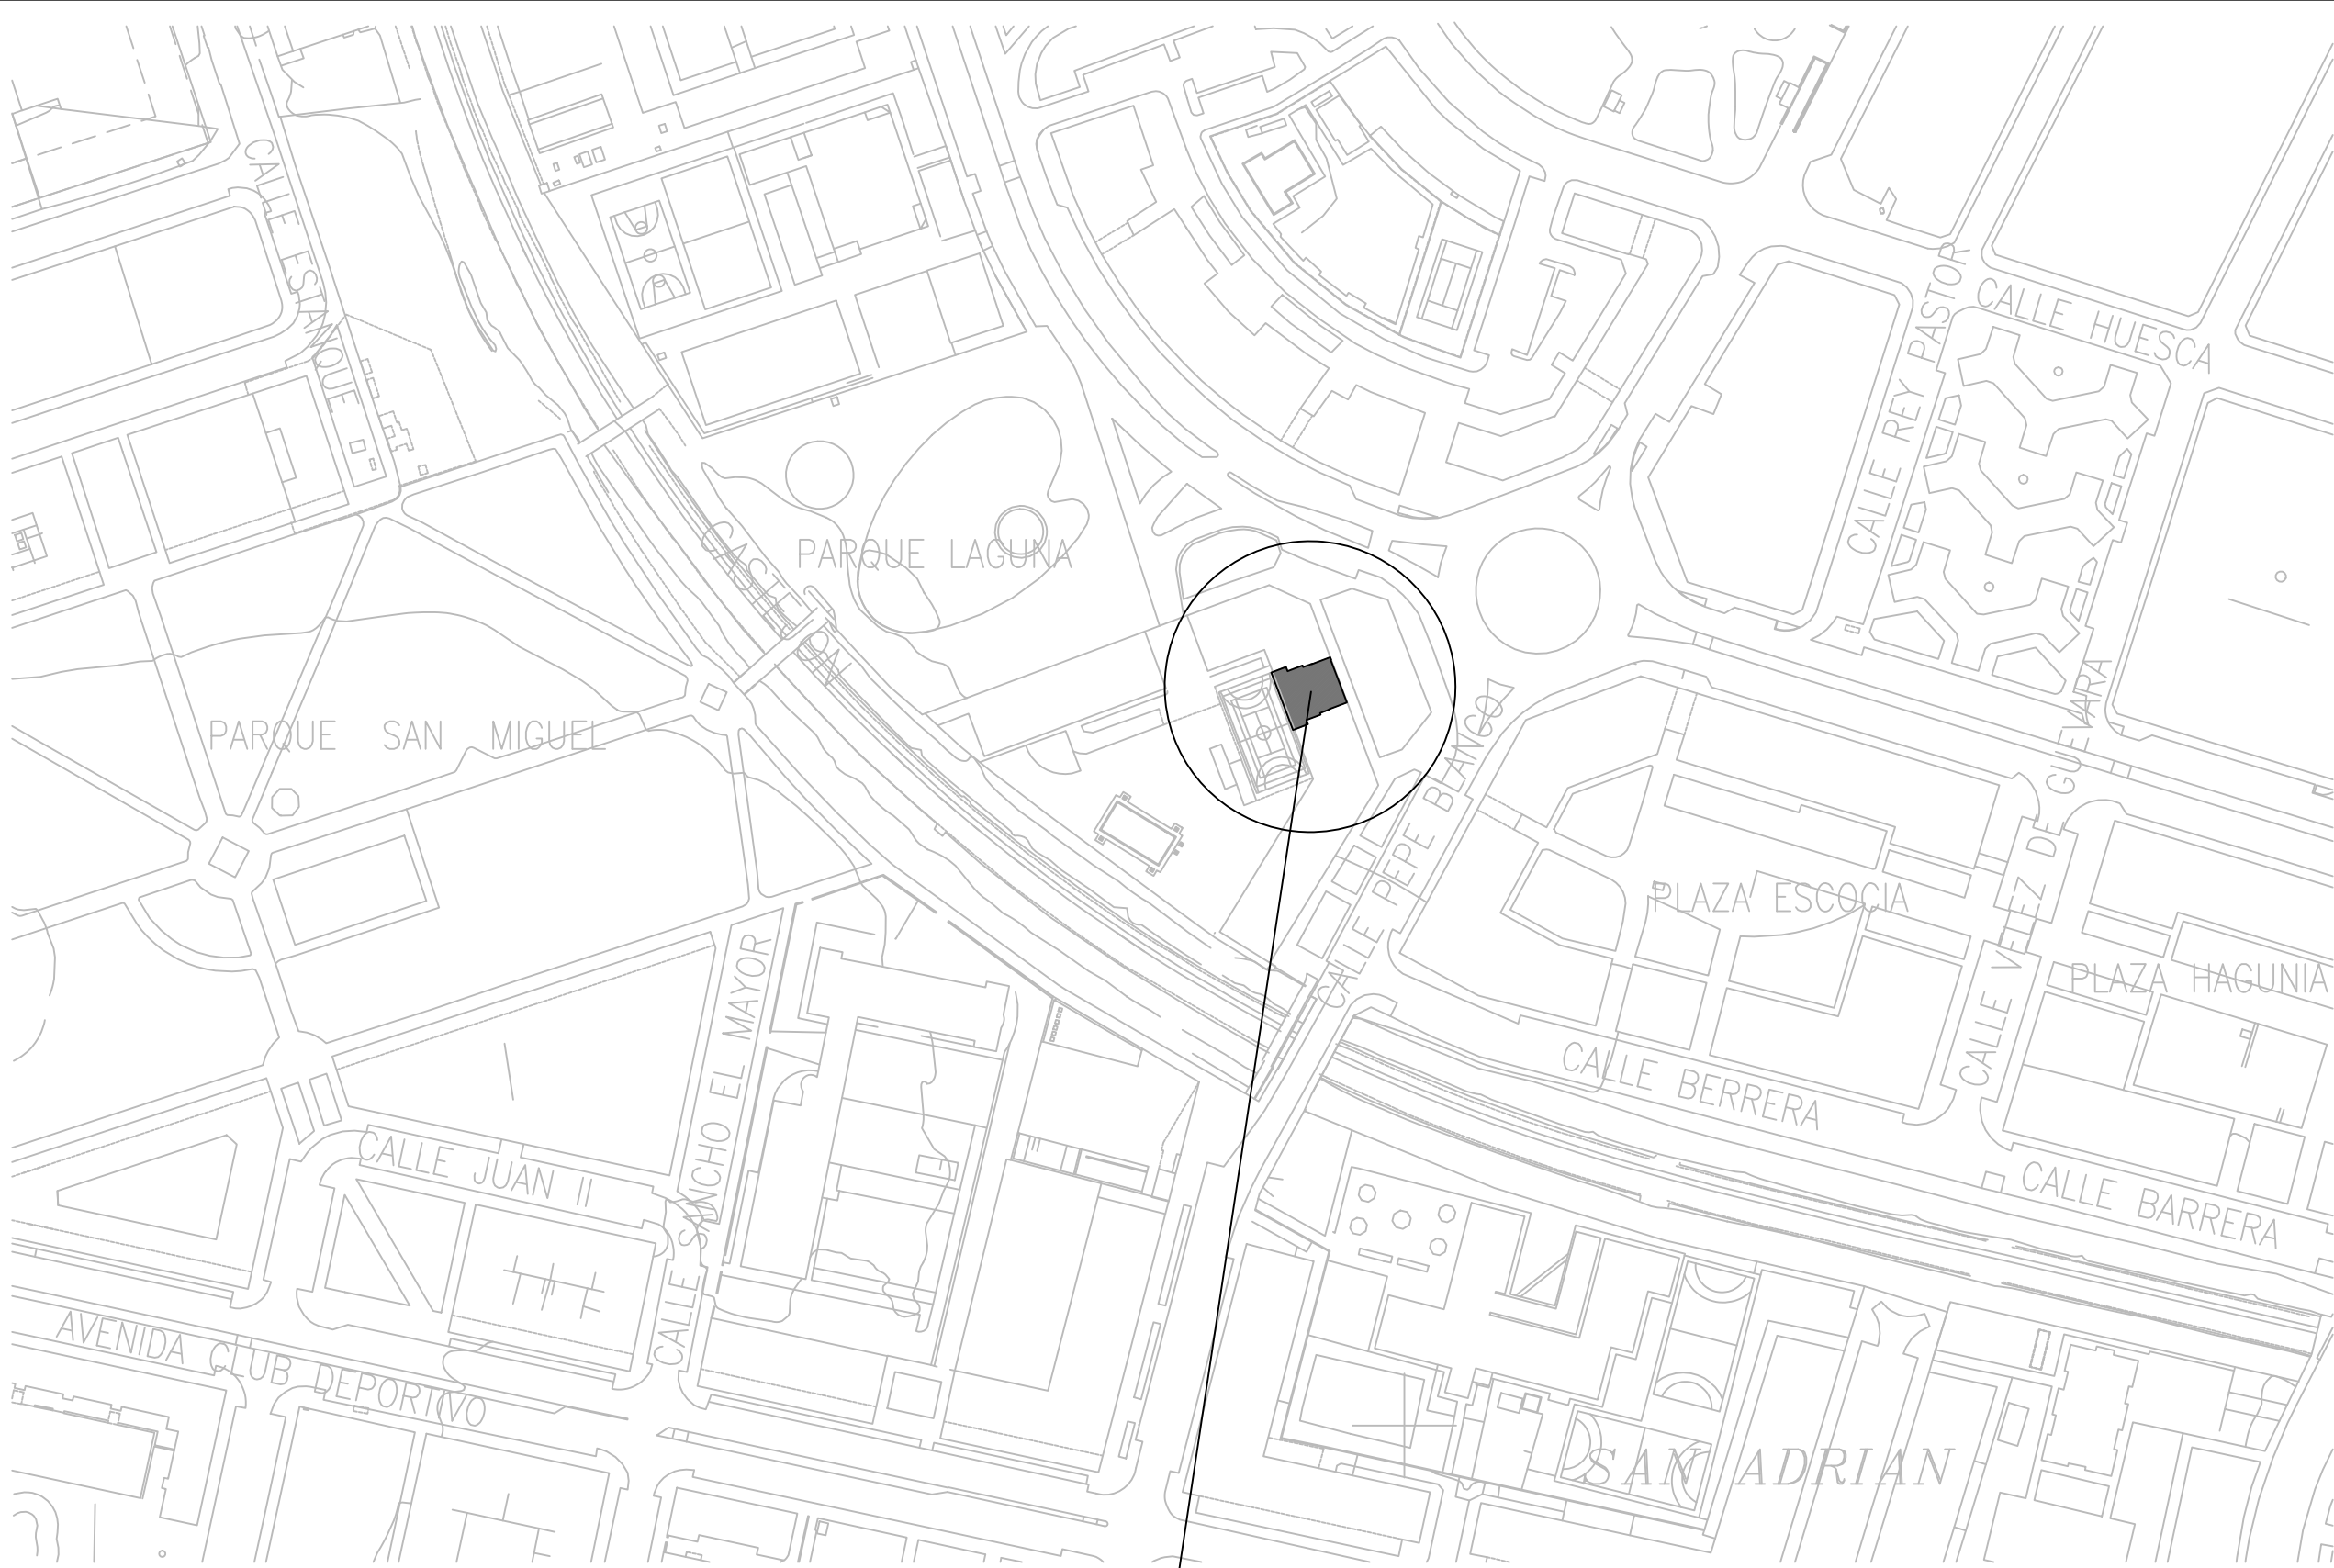 CALLE ESTANQUE
CALLE REY PASTOR
CALLE HUESCA
CASTEJON
PARQUE LAGUNA
PARQUE SAN MIGUEL
CALLE PEPE BLANCO
CALLE VELEZ DE GUEVARA
PLAZA ESCOCIA
PLAZA HAGUNIA
CALLE SANCHO EL MAYOR
CALLE BERRERA
CALLE JUAN II
CALLE BARRERA
AVENIDA CLUB DEPORTIVO
SAN ADRIAN